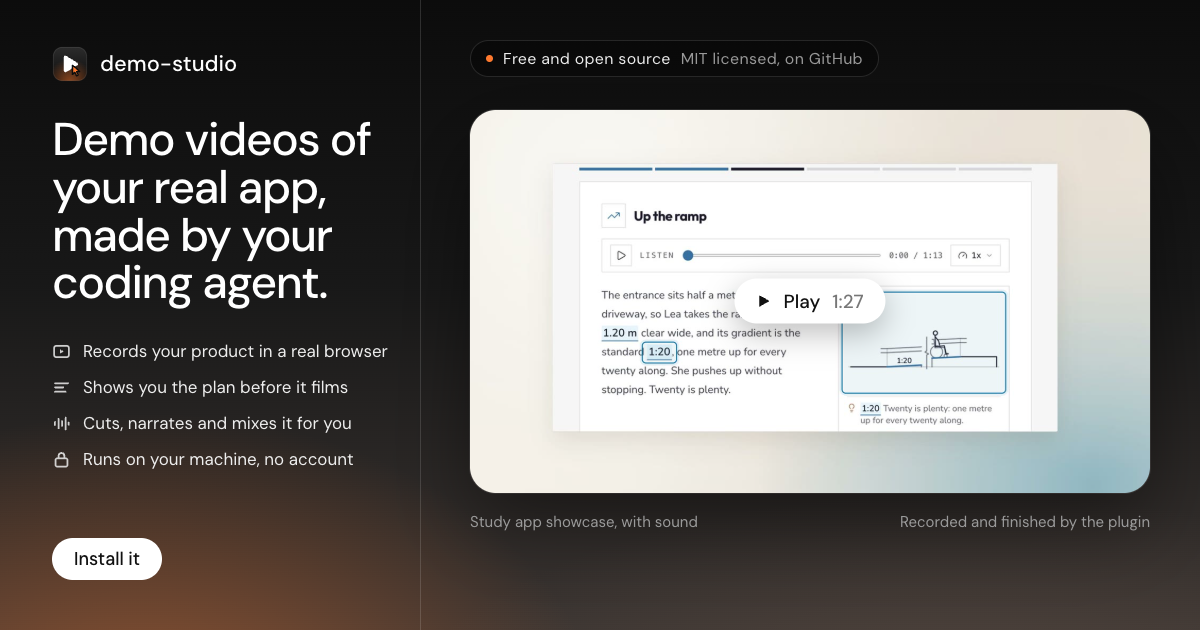 demo-studio
Demo videos of
your real app,
made by your
coding agent.
Records your product in a real browser
Shows you the plan before it films
Cuts, narrates and mixes it for you
Runs on your machine, no account
Install it
Free and open source MIT licensed, on GitHub
Up the ramp
LISTEN 0:00 / 1:13 1x
The entrance sits half a
driveway, so Lea takes the
1.20 m clear wide, and its gradient is the
standard 1:20, one metre up for every
twenty along. She pushes up without
stopping. Twenty is plenty.
Play 1:27
1:20
1:20 Twenty is plenty: one metre
up for every twenty along.
Study app showcase, with sound
Recorded and finished by the plugin